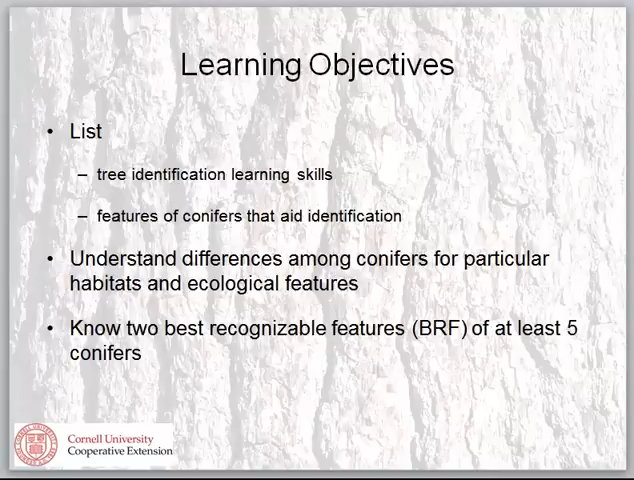 Learning Objectives
• List
– tree identification learning skills
– features of conifers that aid identification
• Understand differences among conifers for particular
habitats and ecological features
• Know two best recognizable features (BRF) of at least 5
conifers
Cornell University
Cooperative Extension